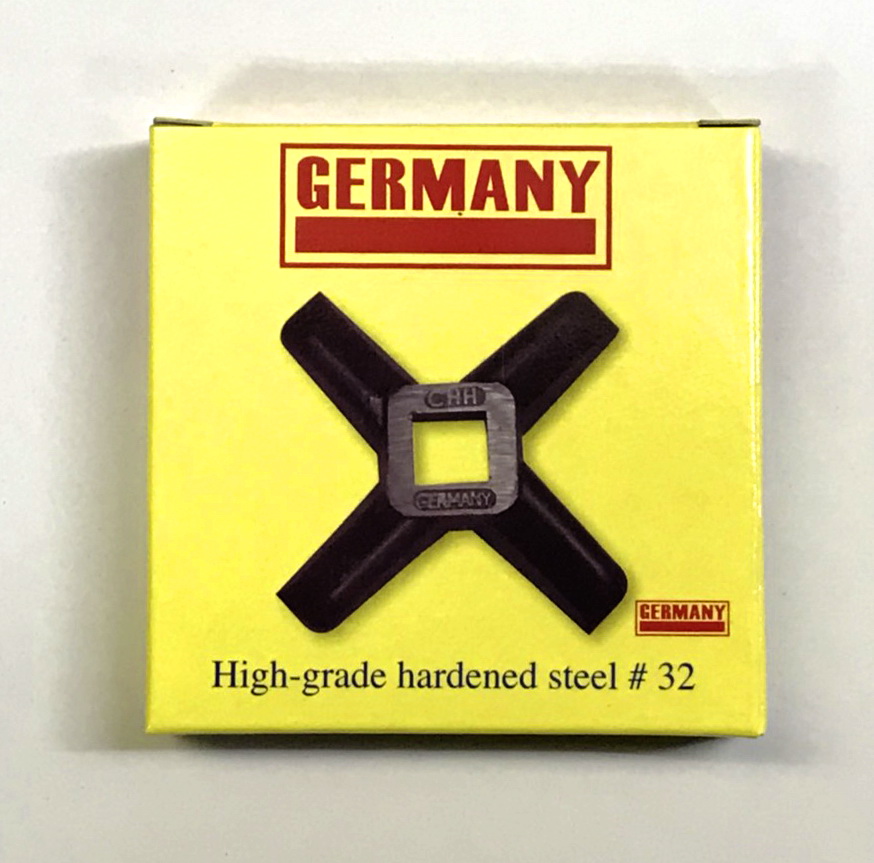 GERMANY
CHH
GERMANY
GERMANY
High-grade hardened steel # 32